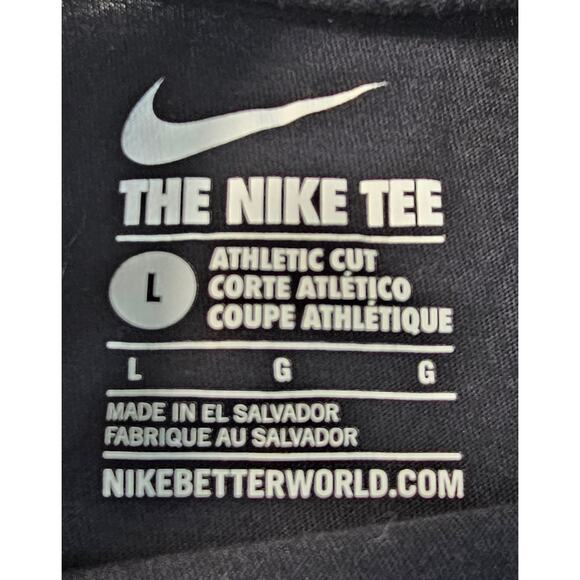 THE NIKE TEE
L
ATHLETIC CUT
CORTE ATLÉTICO
COUPE ATHLÉTIQUE
L G G
MADE IN EL SALVADOR
FABRIQUE AU SALVADOR
NIKEBETTERWORLD.COM